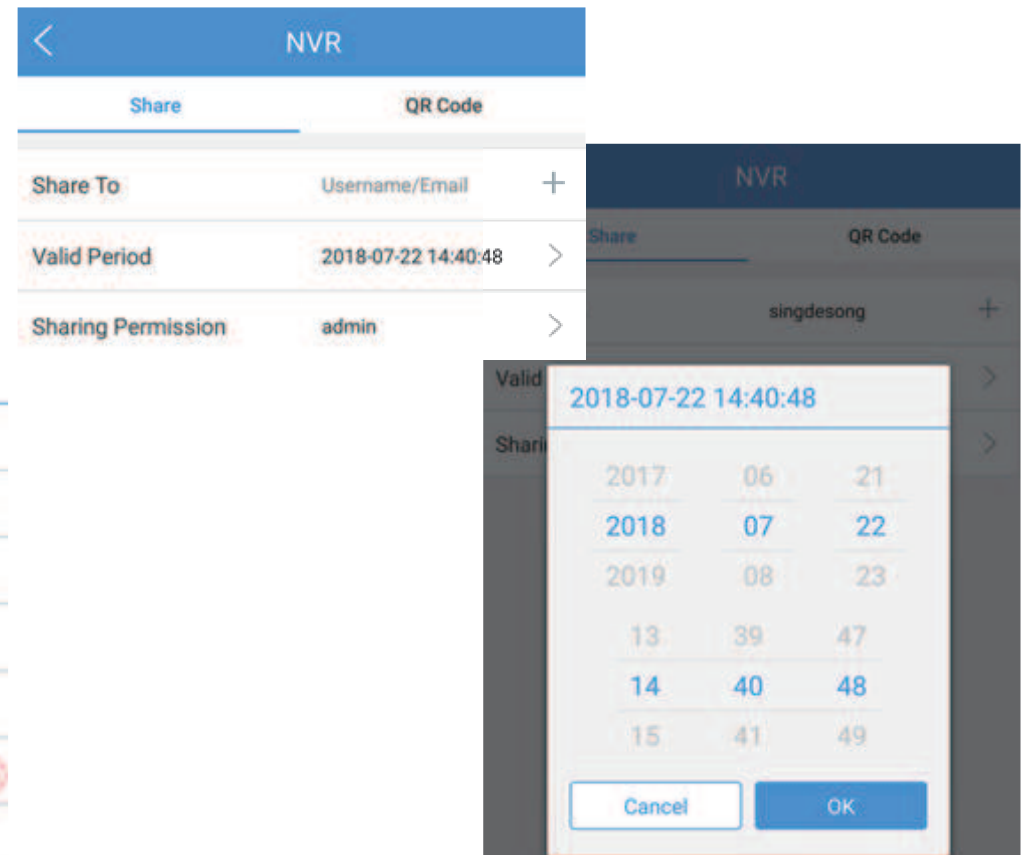 NVR
Share QR Code
Share To Username/Email +
Valid Period 2018-07-22 14:40:48 >
Sharing Permission admin >
NVR
Share QR Code
singdesong +
Valid >
2018-07-22 14:40:48
Shari >
2017 06 21
2018 07 22
2019 08 23
13 39 47
14 40 48
15 41 49
Cancel OK